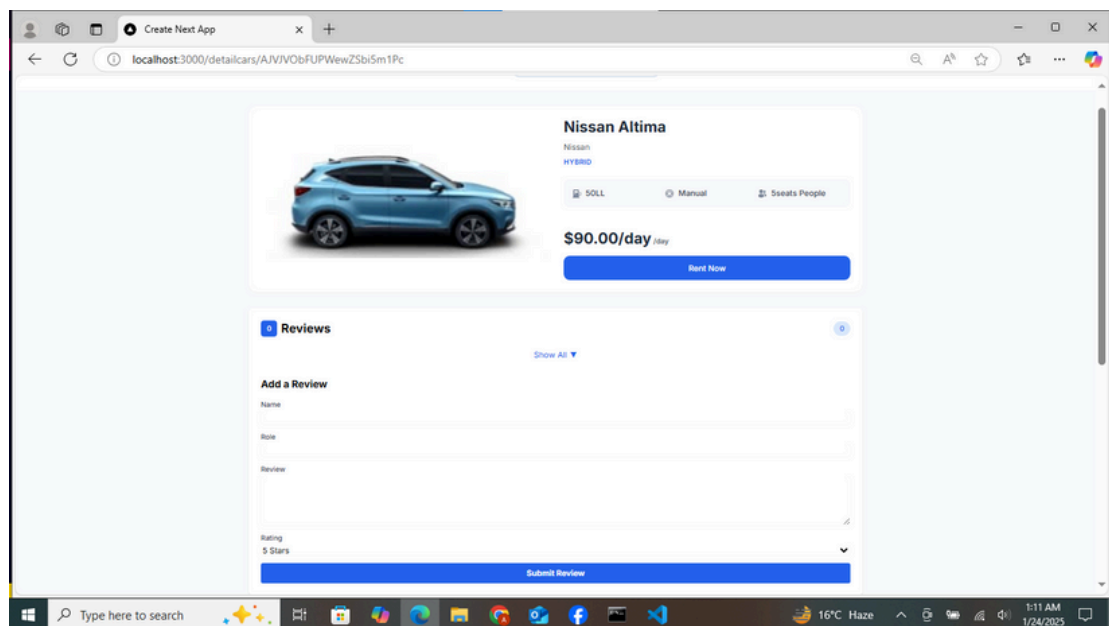 Create Next App
localhost:3000/detailcars/AJVJVObFUPWewZSbi5m1Pc
Nissan Altima
Nissan
HYBRID
50LL Manual 5seats People
$90.00/day /day
Rent Now
0 Reviews 0
Show All ▼
Add a Review
Name
Role
Review
Rating
5 Stars
Submit Review
Type here to search 16°C Haze 1:11 AM
1/24/2025